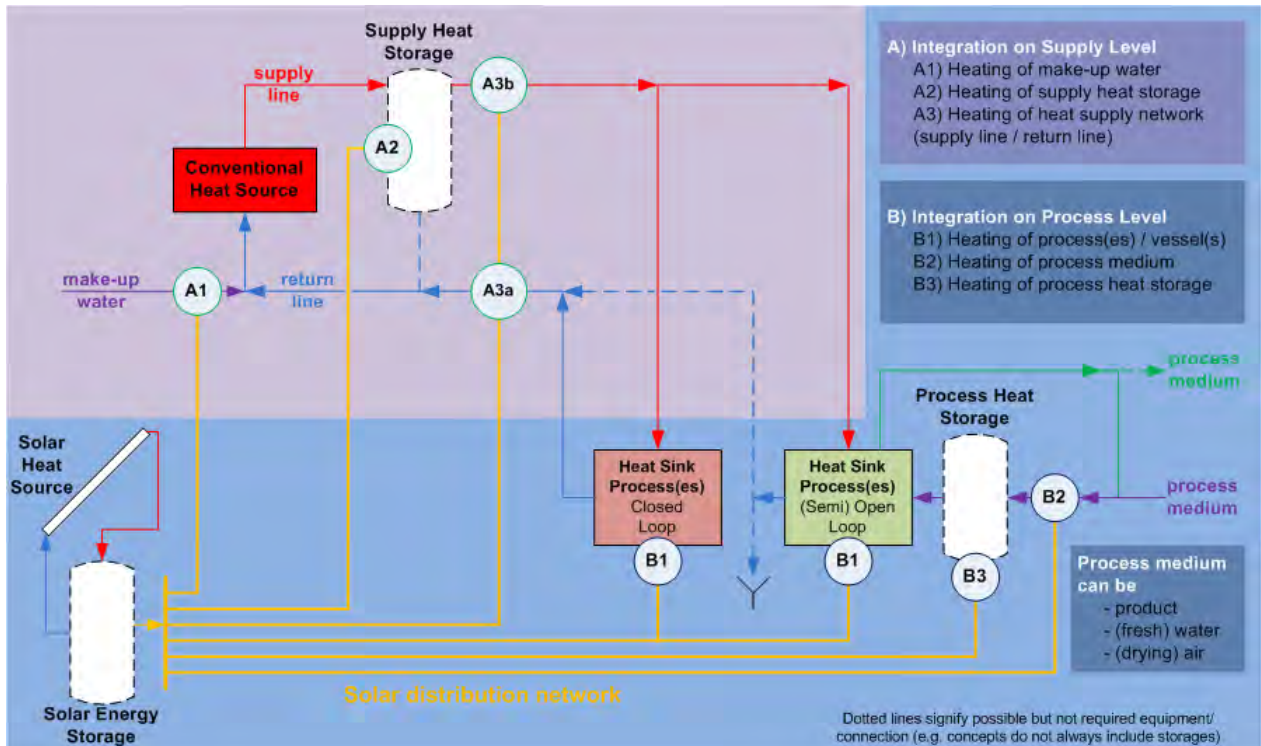 Supply Heat
Storage
supply
line
A3b
A2
Conventional
Heat Source
make-up
water
A1
return
line
A3a
A) Integration on Supply Level
A1) Heating of make-up water
A2) Heating of supply heat storage
A3) Heating of heat supply network
(supply line / return line)
B) Integration on Process Level
B1) Heating of process(es) / vessel(s)
B2) Heating of process medium
B3) Heating of process heat storage
process
medium
Process Heat
Storage
Solar
Heat
Source
Heat Sink
Process(es)
Closed
Loop
B1
Heat Sink
Process(es)
(Semi) Open
Loop
B1
B3
B2
process
medium
Process medium
can be
- product
- (fresh) water
- (drying) air
Solar distribution network
Solar Energy
Storage
Dotted lines signify possible but not required equipment/
connection (e.g. concepts do not always include storages)